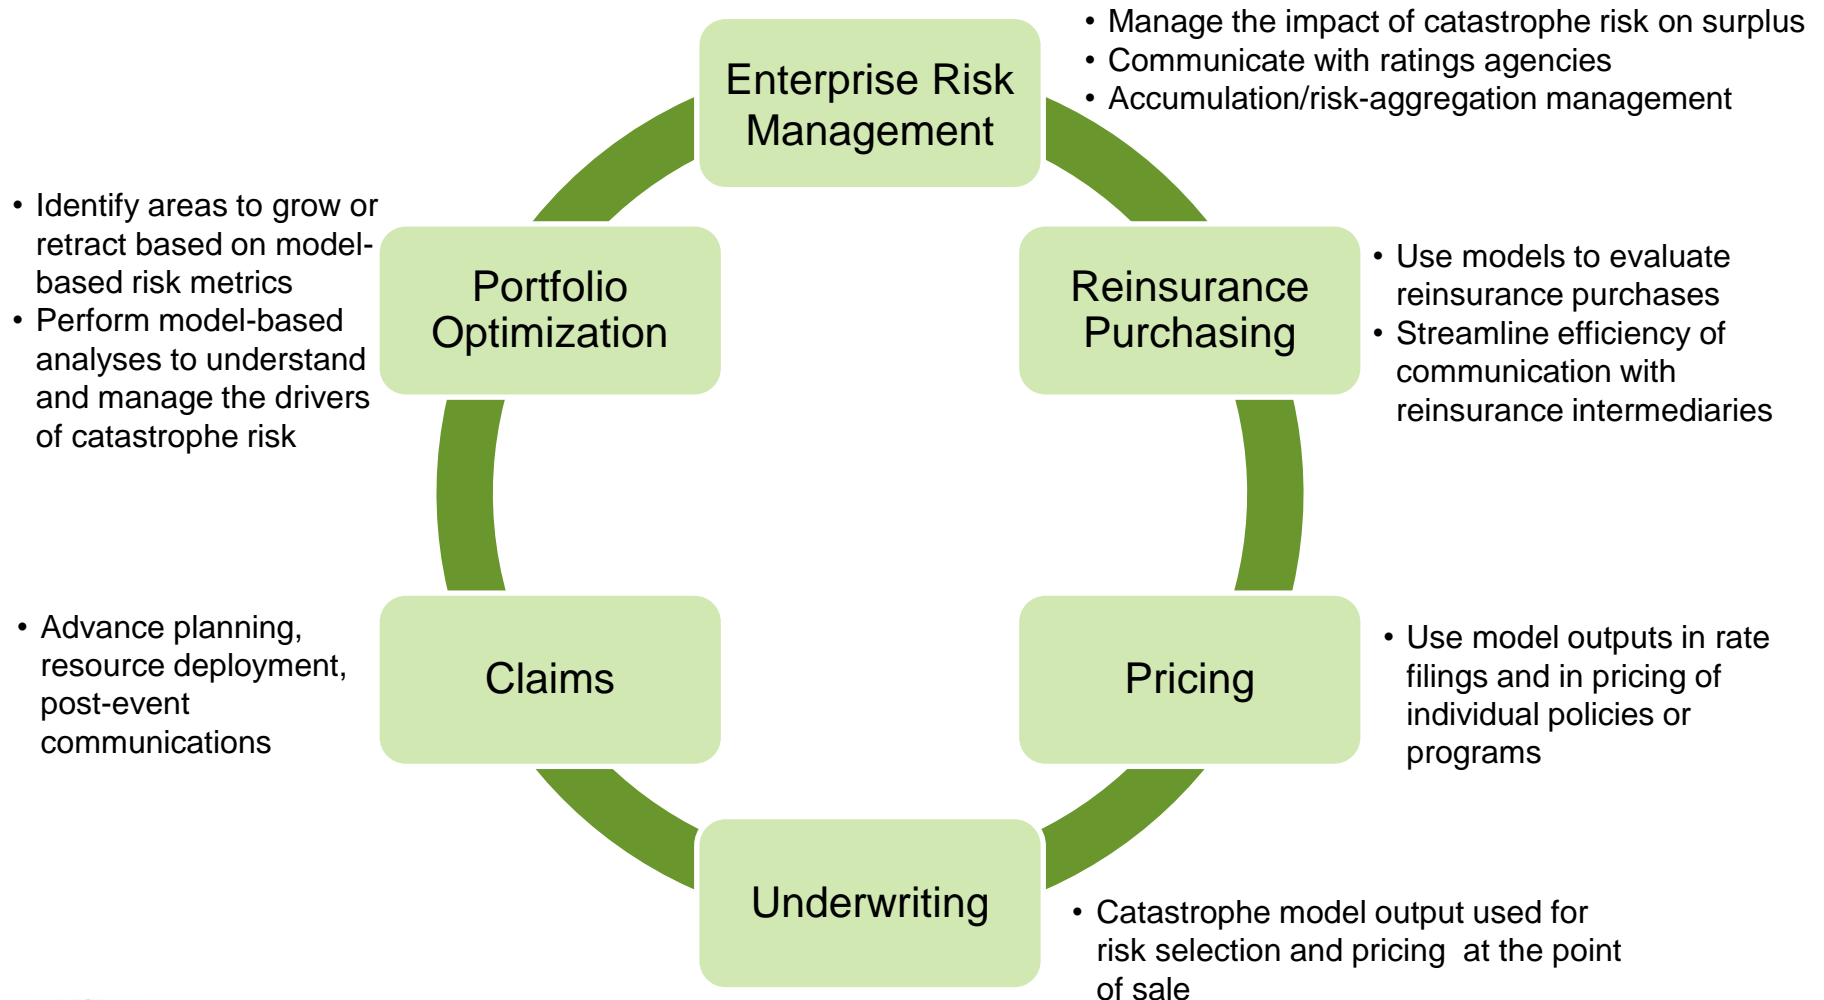 Enterprise Risk
Management
• Manage the impact of catastrophe risk on surplus
• Communicate with ratings agencies
• Accumulation/risk-aggregation management
Reinsurance
Purchasing
• Use models to evaluate
reinsurance purchases
• Streamline efficiency of
communication with
reinsurance intermediaries
Pricing
• Use model outputs in rate
filings and in pricing of
individual policies or
programs
Underwriting
• Catastrophe model output used for
risk selection and pricing  at the point
of sale
Claims
• Advance planning,
resource deployment,
post-event
communications
Portfolio
Optimization
• Identify areas to grow or
retract based on model-
based risk metrics
• Perform model-based
analyses to understand
and manage the drivers
of catastrophe risk